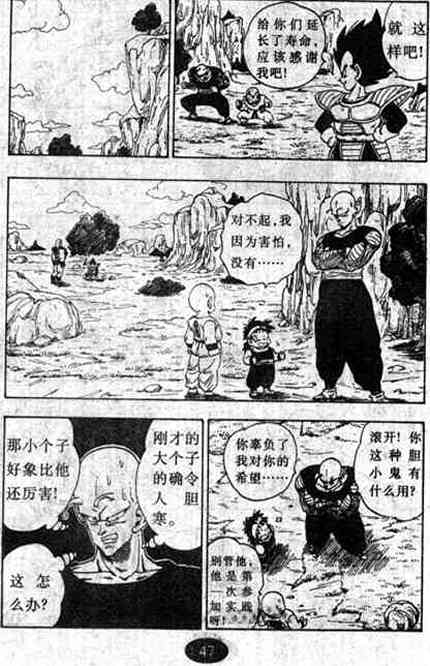 就这
样吧！
给你们延
长了寿命，
应该感谢
我吧！
对不起，我
因为害怕，
没有……
滚开！你
这种胆
小鬼有
什么用？
你辜负了
我对你的
希望……
别管他，
他是第
一次参
加实战
呀！
刚才的
大个子
的确令
人胆
寒。
那小个子
好象比他
还厉害！
这怎
么办？
47